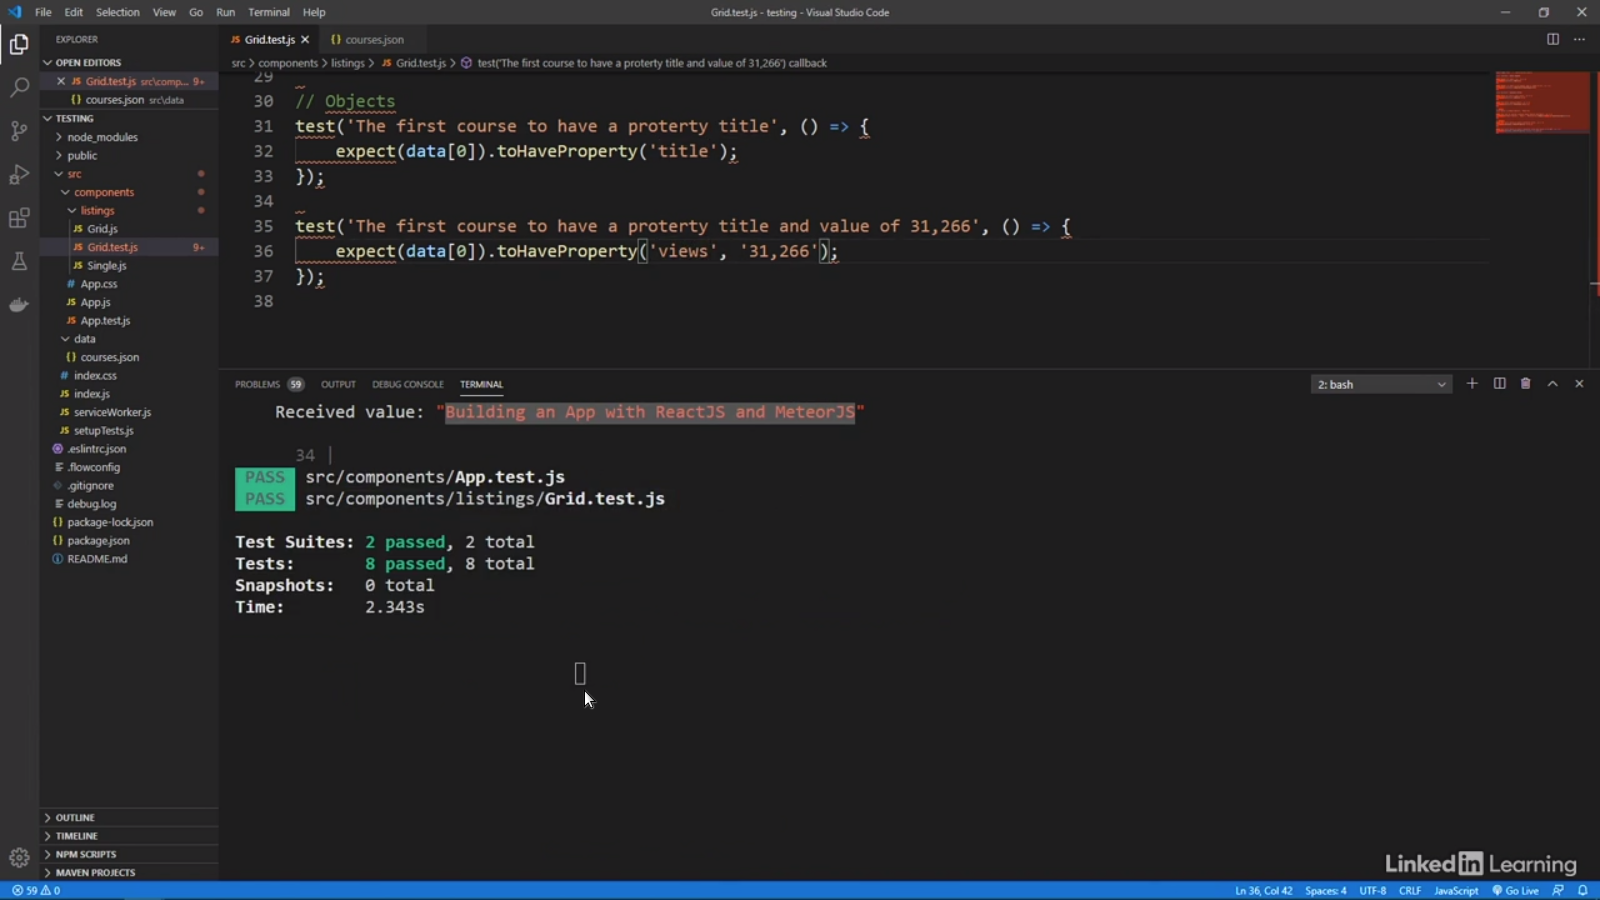 File Edit Selection View Go Run Terminal Help
Grid.test.js - testing - Visual Studio Code
EXPLORER
OPEN EDITORS
JS Grid.test.js src\comp... 9+
{} courses.json src\data
TESTING
node_modules
public
src
components
listings
JS Grid.js
JS Grid.test.js 9+
JS Single.js
# App.css
JS App.js
JS App.test.js
data
{} courses.json
# index.css
JS index.js
JS serviceWorker.js
JS setupTests.js
.eslintrc.json
.flowconfig
.gitignore
debug.log
{} package-lock.json
{} package.json
README.md
OUTLINE
TIMELINE
NPM SCRIPTS
MAVEN PROJECTS
JS Grid.test.js {} courses.json
src > components > listings > JS Grid.test.js > test('The first course to have a proterty title and value of 31,266') callback
29
30 // Objects
31 test('The first course to have a proterty title', () => {
32 expect(data[0]).toHaveProperty('title');
33 });
34
35 test('The first course to have a proterty title and value of 31,266', () => {
36 expect(data[0]).toHaveProperty('views', '31,266');
37 });
38
PROBLEMS 59 OUTPUT DEBUG CONSOLE TERMINAL 2: bash
Received value: "Building an App with ReactJS and MeteorJS"
34 |
PASS src/components/App.test.js
PASS src/components/listings/Grid.test.js
Test Suites: 2 passed, 2 total
Tests: 8 passed, 8 total
Snapshots: 0 total
Time: 2.343s
Linked in Learning
59 0
Ln 36, Col 42 Spaces: 4 UTF-8 CRLF JavaScript Go Live